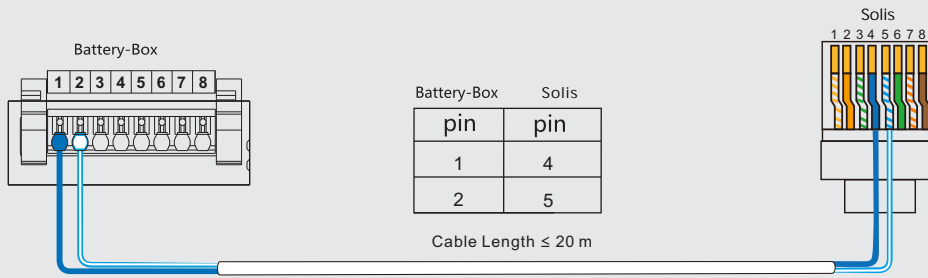 Solis
1 2 3 4 5 6 7 8
Battery-Box
1 2 3 4 5 6 7 8
Battery-Box Solis
pin pin
1 4
2 5
Cable Length ≤ 20 m